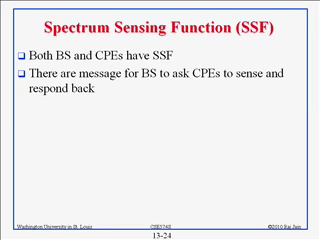 Spectrum Sensing Function (SSF)
Both BS and CPEs have SSF
There are message for BS to ask CPEs to sense and
respond back
Washington University in St. Louis
CSE574S
©2010 Raj Jain
13-24